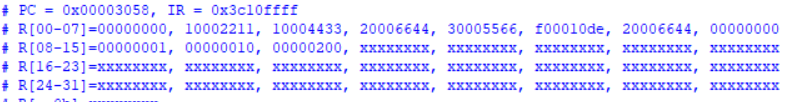 # PC = 0x00003058, IR = 0x3c10ffff
# R[00-07]=00000000, 10002211, 10004433, 20006644, 30005566, f00010de, 20006644, 00000000
# R[08-15]=00000001, 00000010, 00000200, xxxxxxxx, xxxxxxxx, xxxxxxxx, xxxxxxxx, xxxxxxxx
# R[16-23]=xxxxxxxx, xxxxxxxx, xxxxxxxx, xxxxxxxx, xxxxxxxx, xxxxxxxx, xxxxxxxx, xxxxxxxx
# R[24-31]=xxxxxxxx, xxxxxxxx, xxxxxxxx, xxxxxxxx, xxxxxxxx, xxxxxxxx, xxxxxxxx, xxxxxxxx